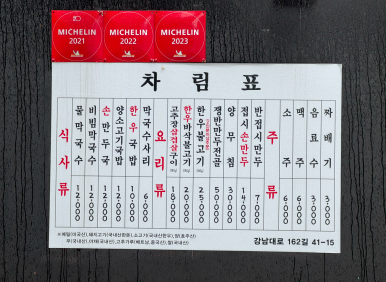 MICHELIN
2021
MICHELIN
2022
MICHELIN
2023
차림표
식사류
물막국수 12:000
비빔막국수 12:000
손만두국 12:000
양소고기국밥 12:000
한우국밥 10:000
막국수사리 6:000
요리류
고추장삼겹살구이 18:000
한우바싹불고기 20:000
한우불고기 25:000
쟁반만두전골 50:000
양무침 30:000
접시손만두 14:000
반접시만두 7:000
주류
소주 6:000
맥주 6:000
음료수 3:000
짜배기 3:000
강남대로 162길 41-15